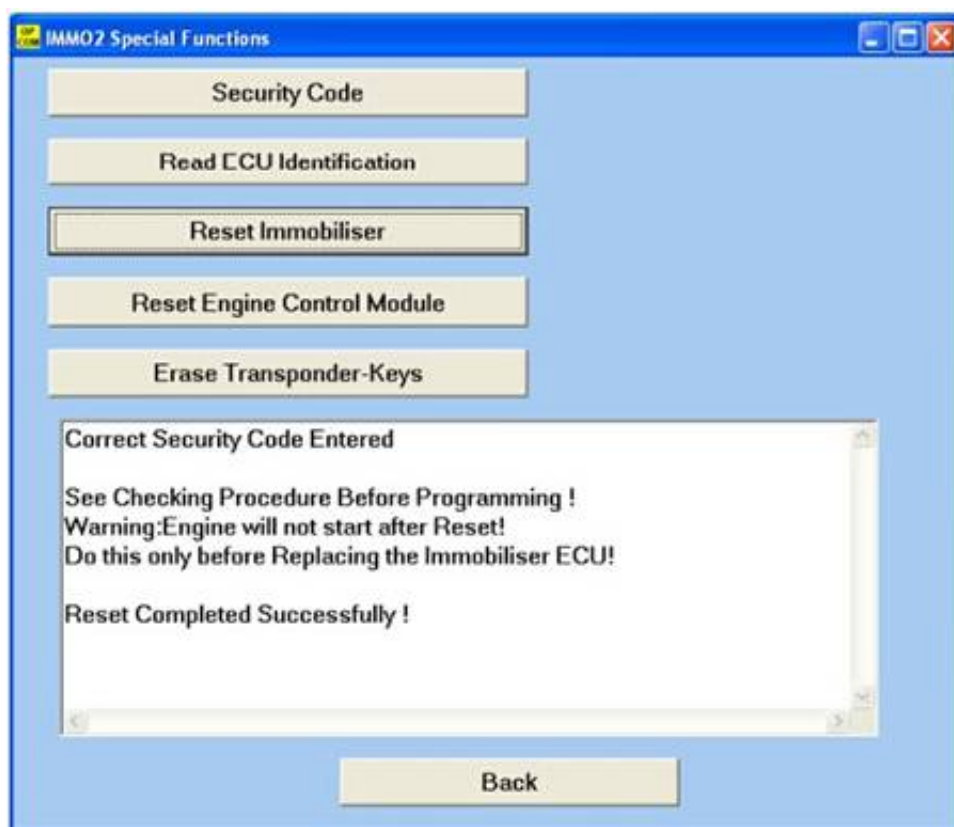 OP
COM
IMMO2 Special Functions
Security Code
Read ECU Identification
Reset Immobiliser
Reset Engine Control Module
Erase Transponder-Keys
Correct Security Code Entered
See Checking Procedure Before Programming !
Warning:Engine will not start after Reset!
Do this only before Replacing the Immobiliser ECU!
Reset Completed Successfully !
Back